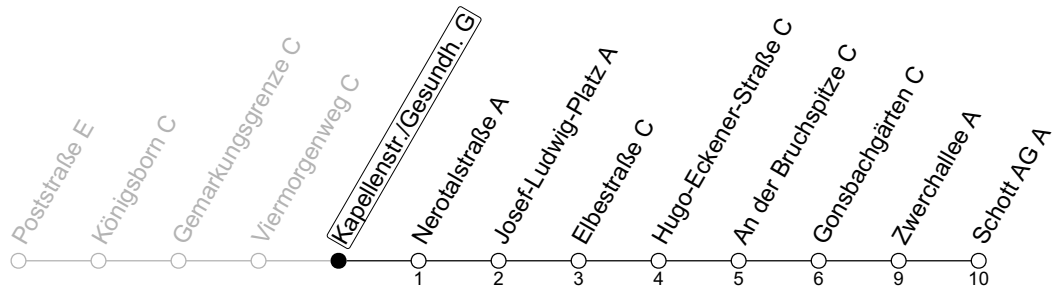 Poststraße E
Königsborn C
Gemarkungsgrenze C
Viermorgenweg C
Kapellenstr./Gesundh. G
Nerotalstraße A
Josef-Ludwig-Platz A
Elbestraße C
Hugo-Eckener-Straße C
An der Bruchspitze C
Gonsbachgärten C
Zwerchallee A
Schott AG A
1 2 3 4 5 6 9 10